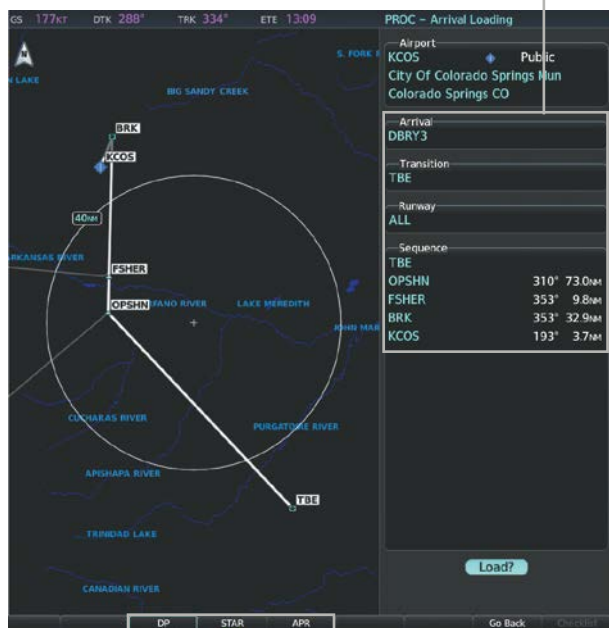 GS 177KT DTK 288° TRK 334° ETE 13:09 PROC – Arrival Loading
Airport
KCOS Public
City Of Colorado Springs Mun
Colorado Springs CO
Arrival
DBRY3
Transition
TBE
Runway
ALL
Sequence
TBE
OPSHN 310° 73.0NM
FSHER 353° 9.8NM
BRK 353° 32.9NM
KCOS 193° 3.7NM
Load?
S. FORK
N LAKE
BIG SANDY CREEK
BRK
KCOS
40NM
ARKANSAS RIVER
FSHER
OPSHN
FANO RIVER
LAKE MEREDITH
JOHN MAR
CUCHARAS RIVER
PURGATOIRE RIVER
APISHAPA RIVER
TBE
TRINIDAD LAKE
CANADIAN RIVER
DP STAR APR Go Back Checklist